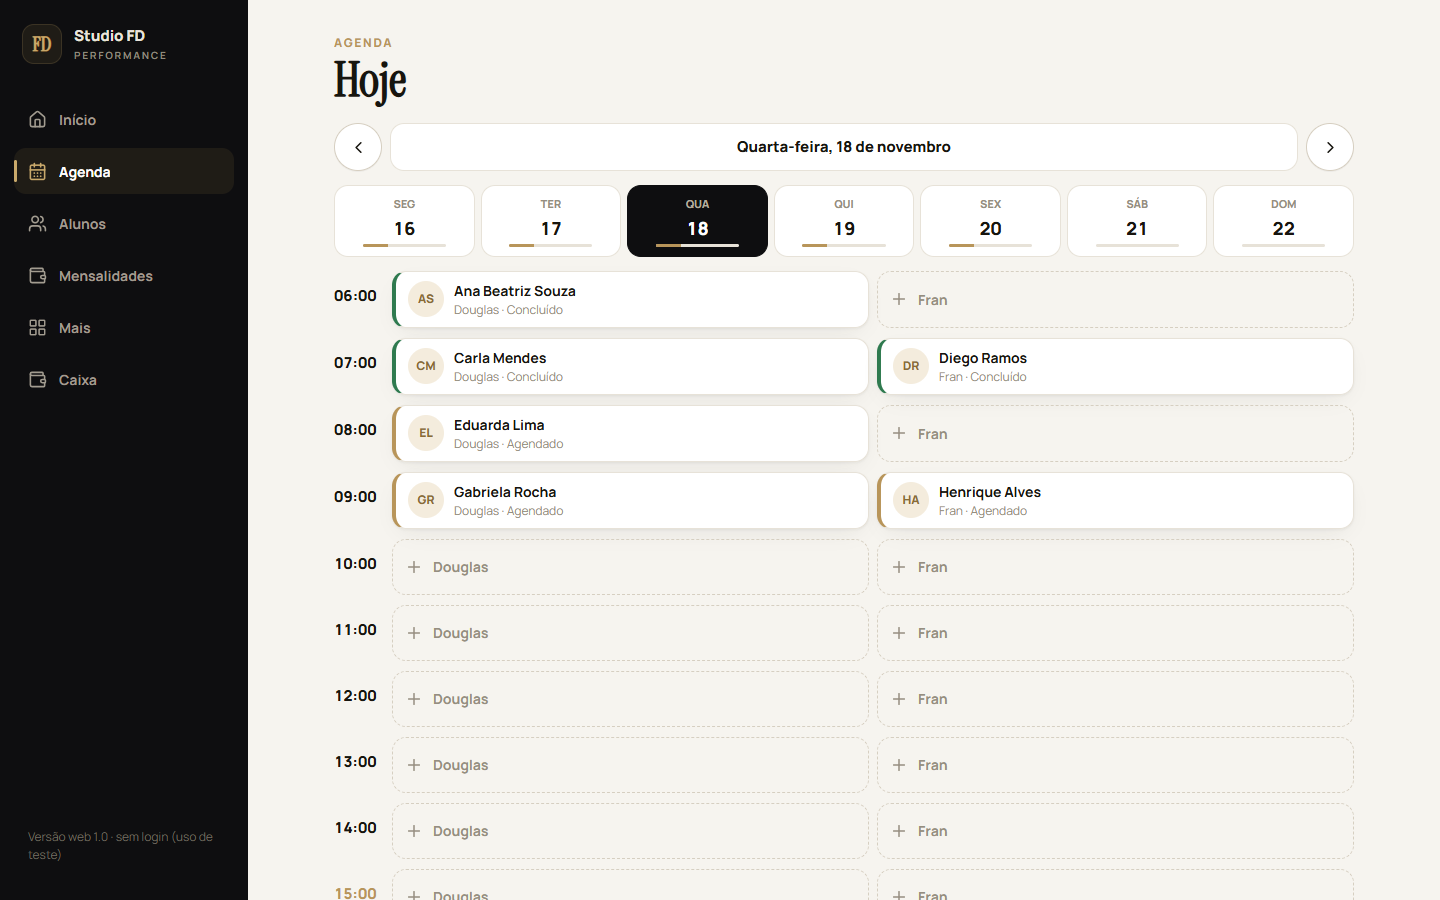 FD
Studio FD
PERFORMANCE
Início
Agenda
Alunos
Mensalidades
Mais
Caixa
Versão web 1.0 · sem login (uso de
teste)
AGENDA
Hoje
Quarta-feira, 18 de novembro
SEG
16
TER
17
QUA
18
QUI
19
SEX
20
SÁB
21
DOM
22
06:00
AS
Ana Beatriz Souza
Douglas · Concluído
Fran
07:00
CM
Carla Mendes
Douglas · Concluído
DR
Diego Ramos
Fran · Concluído
08:00
EL
Eduarda Lima
Douglas · Agendado
Fran
09:00
GR
Gabriela Rocha
Douglas · Agendado
HA
Henrique Alves
Fran · Agendado
10:00
Douglas
Fran
11:00
Douglas
Fran
12:00
Douglas
Fran
13:00
Douglas
Fran
14:00
Douglas
Fran
15:00
Douglas
Fran